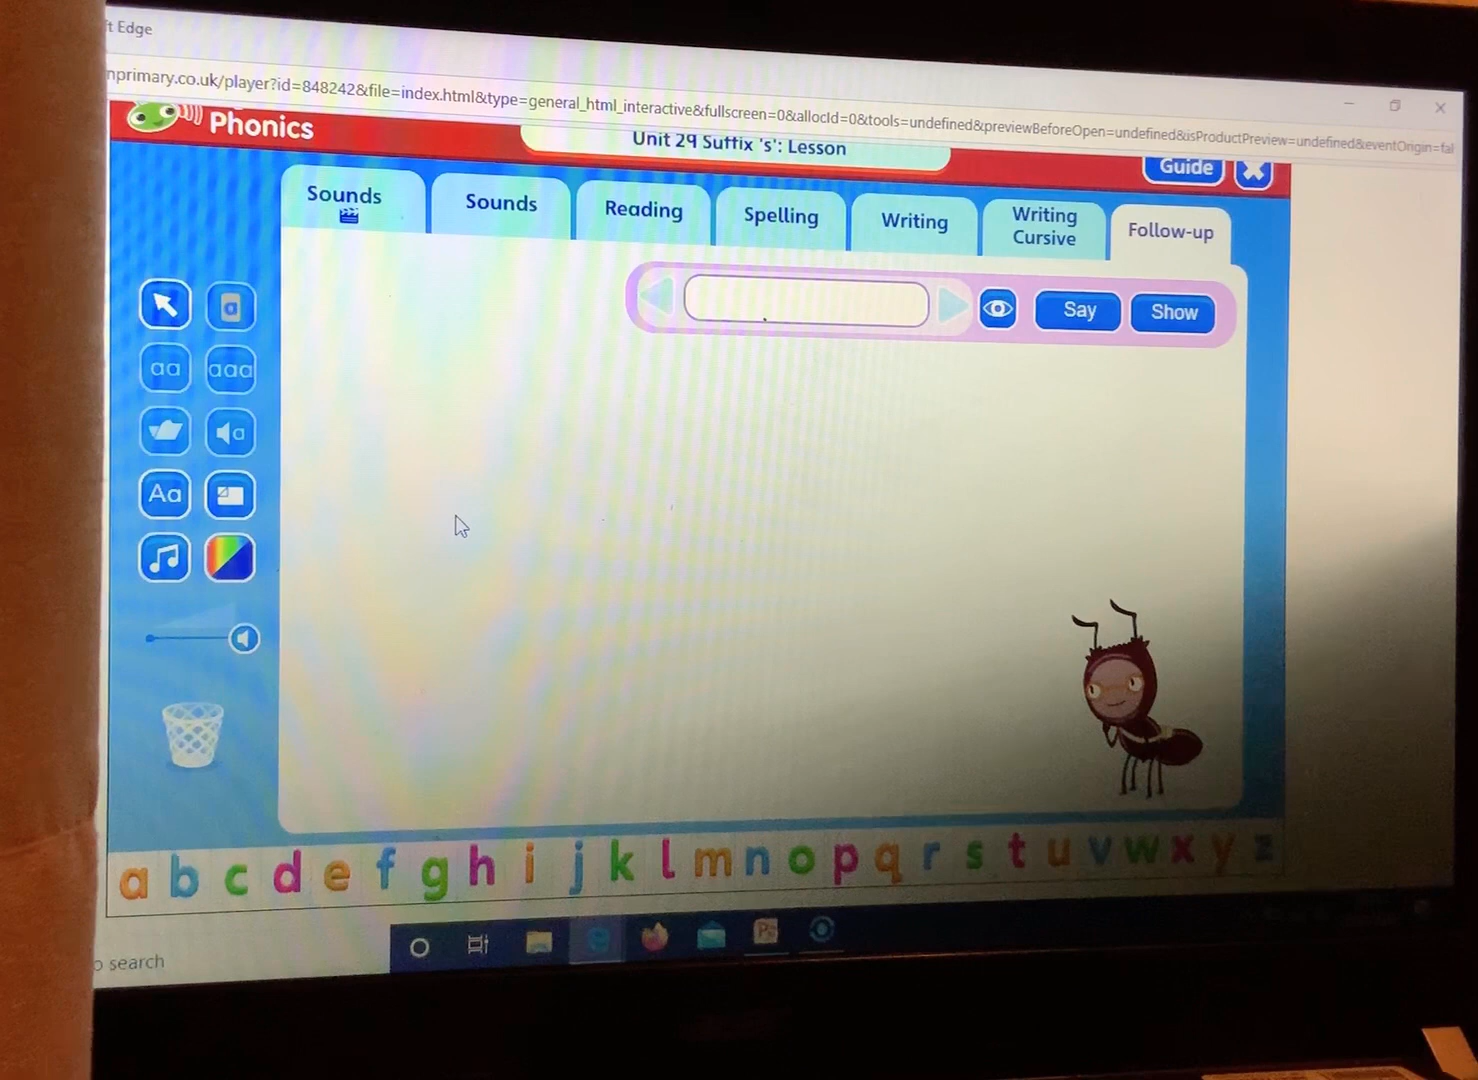 t Edge
nprimary.co.uk/player?id=848242&file=index.html&type=general_html_interactive&fullscreen=0&allocId=0&tools=undefined&previewBeforeOpen=undefined&isProductPreview=undefined&eventOrigin=fal
Phonics
Unit 29 Suffix 's': Lesson
Guide
Sounds
Sounds
Reading
Spelling
Writing
Writing
Cursive
Follow-up
Say
Show
a
aa
aaa
a
Aa
a b c d e f g h i j k l m n o p q r s t u v w x y z
o search